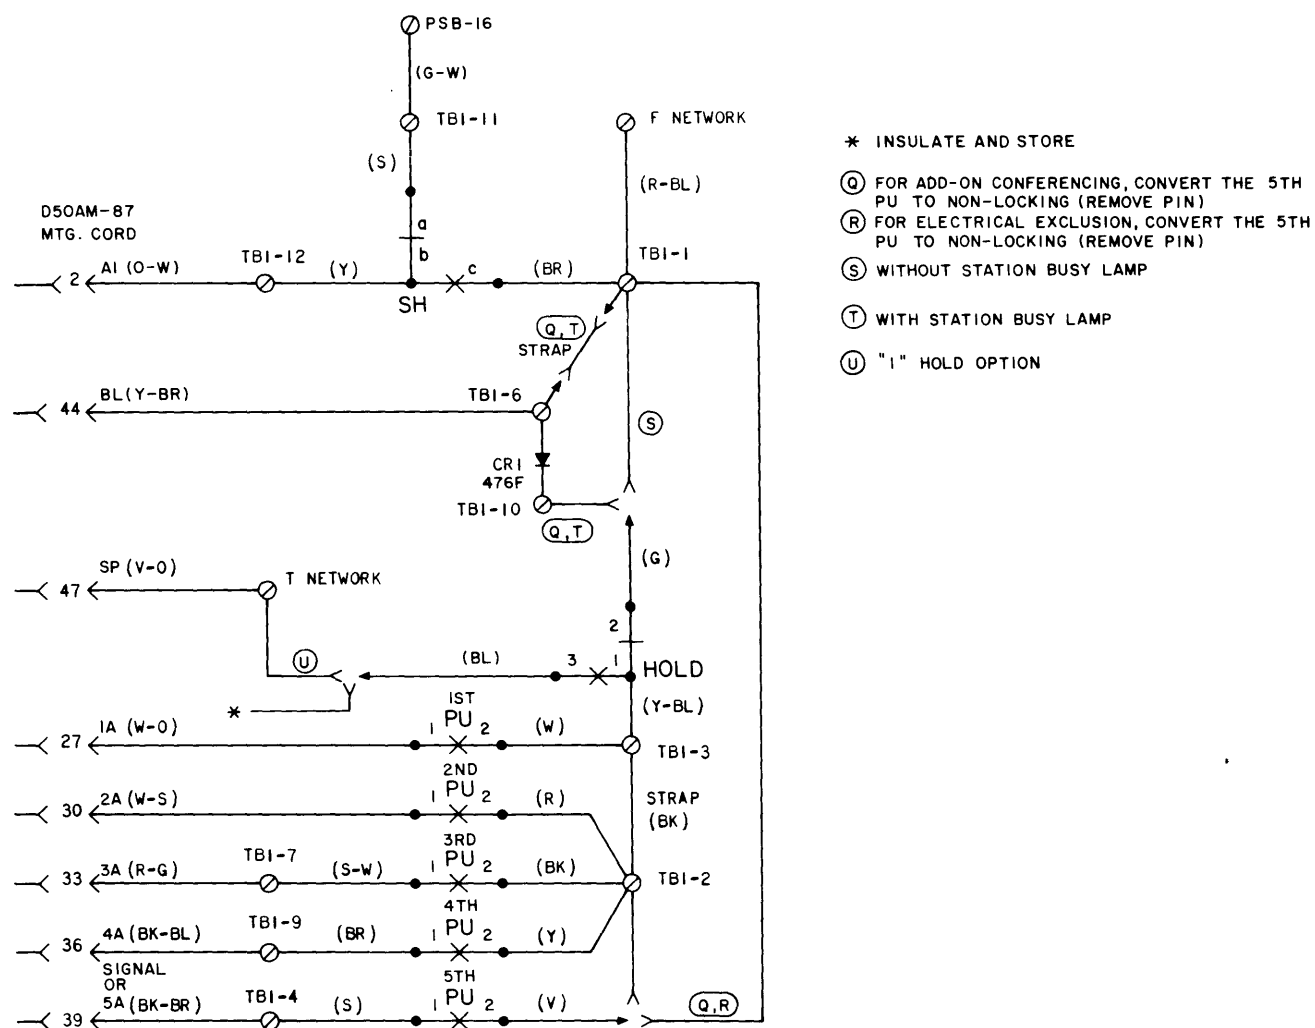 PSB-16
(G-W)
TB1-11
F NETWORK
(S)
(R-BL)
D50AM-87
MTG. CORD
a
b
TB1-12
TB1-1
2
A1 (O-W)
(Y)
c
(BR)
SH
Q,T
STRAP
44
BL(Y-BR)
TB1-6
S
CR1
476F
TB1-10
Q,T
(G)
47
SP (V-O)
T NETWORK
2
U
(BL)
3
1
HOLD
(Y-BL)
*
27
1A (W-O)
1ST
PU
1
2
(W)
TB1-3
30
2A (W-S)
2ND
PU
1
2
(R)
STRAP
(BK)
33
3A (R-G)
TB1-7
(S-W)
3RD
PU
1
2
(BK)
TB1-2
36
4A (BK-BL)
TB1-9
(BR)
4TH
PU
1
2
(Y)
SIGNAL
OR
39
5A (BK-BR)
TB1-4
(S)
5TH
PU
1
2
(V)
Q,R
* INSULATE AND STORE
Q FOR ADD-ON CONFERENCING, CONVERT THE 5TH
PU TO NON-LOCKING (REMOVE PIN)
R FOR ELECTRICAL EXCLUSION, CONVERT THE 5TH
PU TO NON-LOCKING (REMOVE PIN)
S WITHOUT STATION BUSY LAMP
T WITH STATION BUSY LAMP
U "I" HOLD OPTION